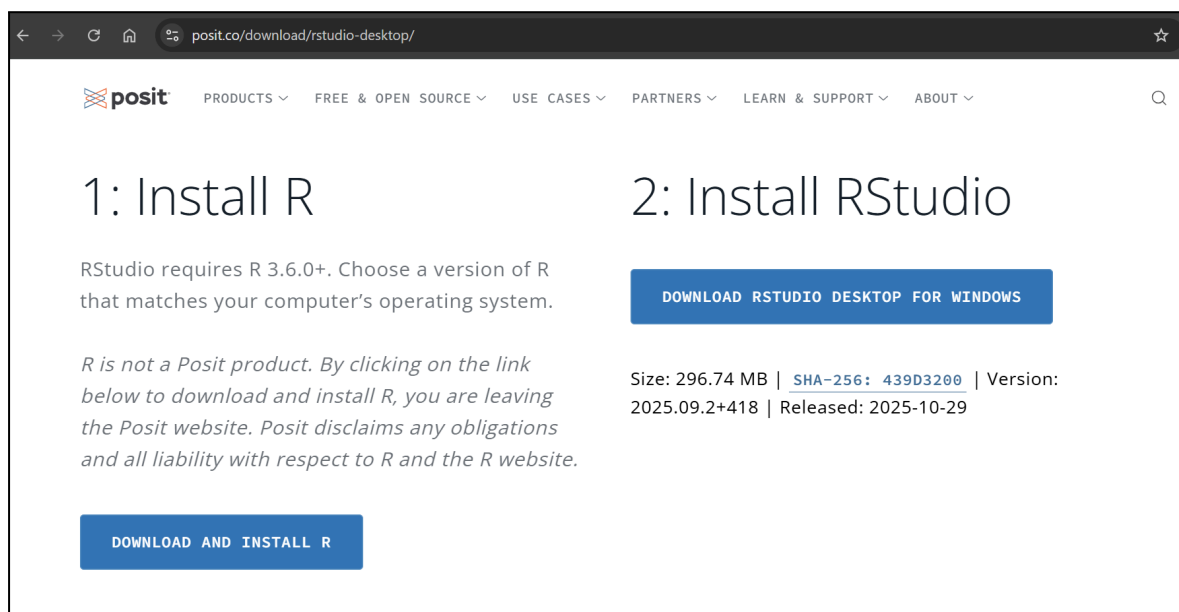 posit.co/download/rstudio-desktop/
posit PRODUCTS FREE & OPEN SOURCE USE CASES PARTNERS LEARN & SUPPORT ABOUT
1: Install R
RStudio requires R 3.6.0+. Choose a version of R
that matches your computer’s operating system.
R is not a Posit product. By clicking on the link
below to download and install R, you are leaving
the Posit website. Posit disclaims any obligations
and all liability with respect to R and the R website.
DOWNLOAD AND INSTALL R
2: Install RStudio
DOWNLOAD RSTUDIO DESKTOP FOR WINDOWS
Size: 296.74 MB | SHA-256: 439D3200 | Version:
2025.09.2+418 | Released: 2025-10-29